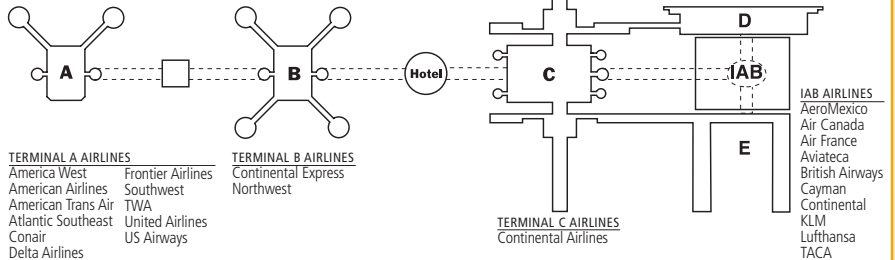 A
B
Hotel
C
D
IAB
E
TERMINAL A AIRLINES
America West
American Airlines
American Trans Air
Atlantic Southeast
Conair
Delta Airlines
Frontier Airlines
Southwest
TWA
United Airlines
US Airways
TERMINAL B AIRLINES
Continental Express
Northwest
TERMINAL C AIRLINES
Continental Airlines
IAB AIRLINES
AeroMexico
Air Canada
Air France
Aviateca
British Airways
Cayman
Continental
KLM
Lufthansa
TACA